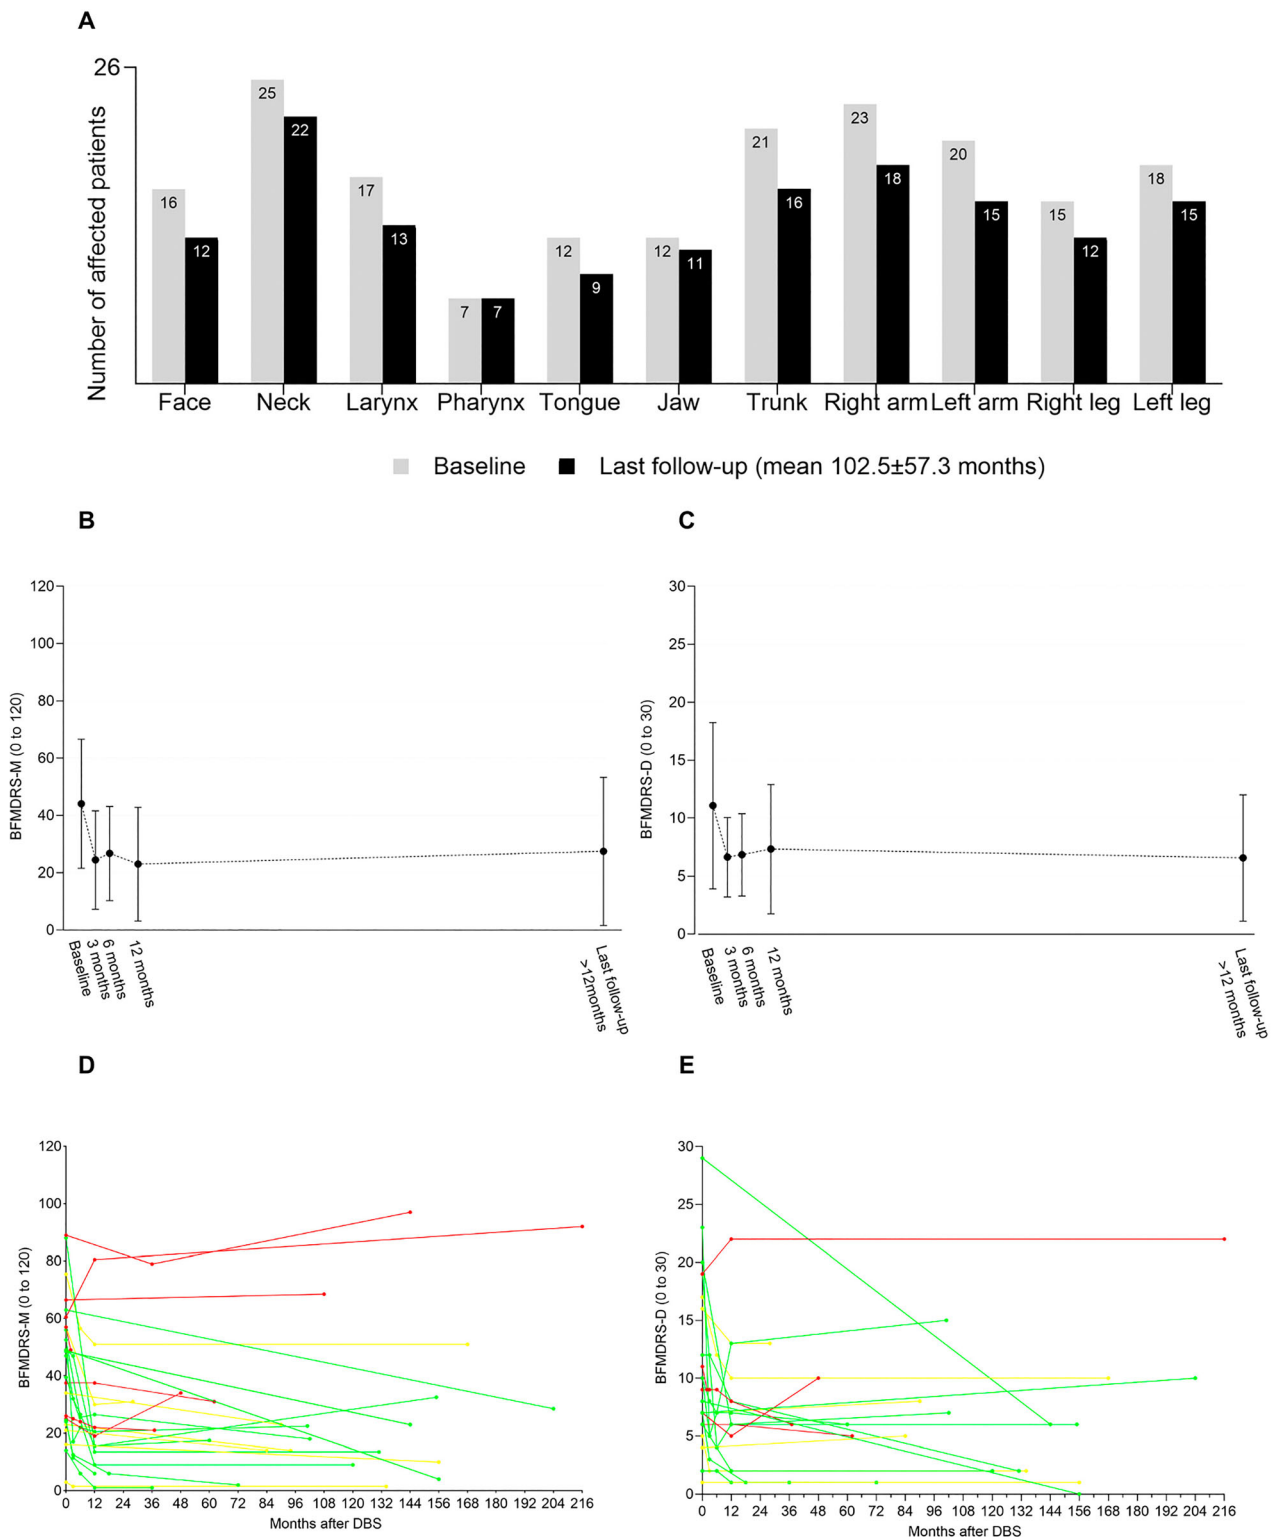 A
26
Number of affected patients
16 12 25 22 17 13 7 7 12 9 12 11 21 16 23 18 20 15 15 12 18 15
Face Neck Larynx Pharynx Tongue Jaw Trunk Right arm Left arm Right leg Left leg
Baseline Last follow-up (mean 102.5±57.3 months)
B
BFMDRS-M (0 to 120)
120
100
80
60
40
20
0
Baseline
3 months
6 months
12 months
Last follow-up
>12months
C
BFMDRS-D (0 to 30)
30
25
20
15
10
5
0
Baseline
3 months
6 months
12 months
Last follow-up
>12 months
D
BFMDRS-M (0 to 120)
120
100
80
60
40
20
0
0 12 24 36 48 60 72 84 96 108 120 132 144 156 168 180 192 204 216
Months after DBS
E
BFMDRS-D (0 to 30)
30
25
20
15
10
5
0
0 12 24 36 48 60 72 84 96 108 120 132 144 156 168 180 192 204 216
Months after DBS